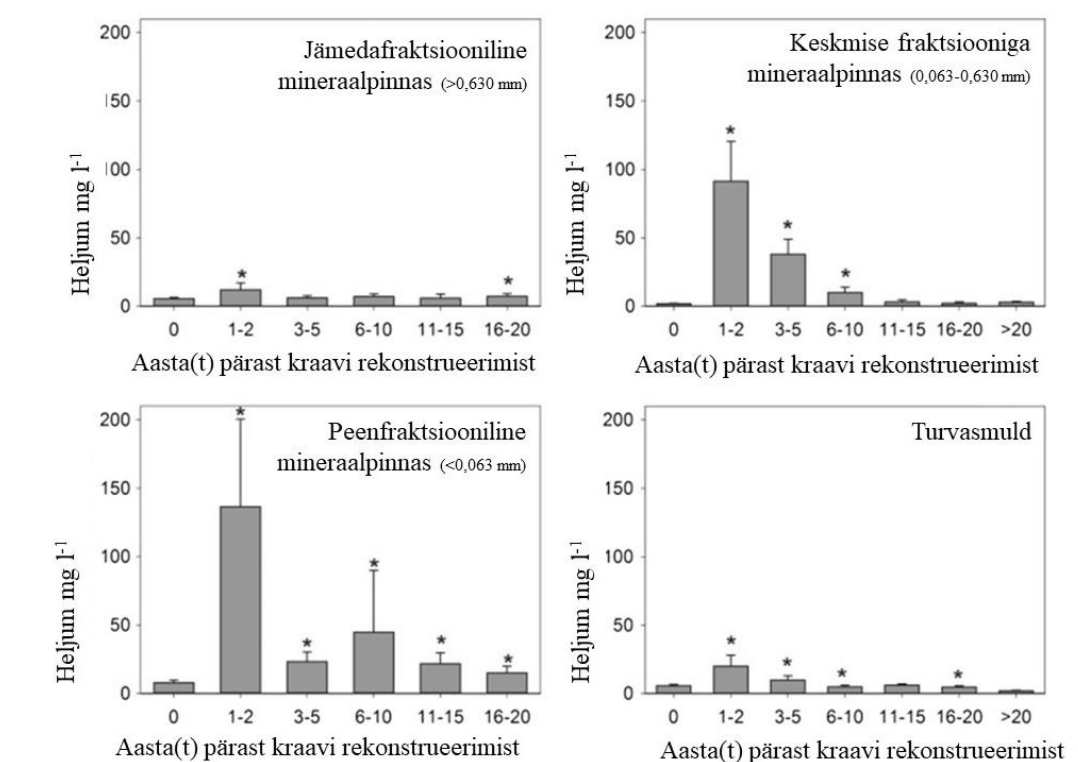 200
150
100
50
0
Heljum mg l-1
Jämedafraktsiooniline
mineraalpinnas (>0,630 mm)
*
*
0 1-2 3-5 6-10 11-15 16-20
Aasta(t) pärast kraavi rekonstrueerimist
200
150
100
50
0
Heljum mg l-1
Keskmise fraktsiooniga
mineraalpinnas (0,063-0,630 mm)
*
*
*
0 1-2 3-5 6-10 11-15 16-20 >20
Aasta(t) pärast kraavi rekonstrueerimist
200
150
100
50
0
Heljum mg l-1
Peenfraktsiooniline
mineraalpinnas (<0,063 mm)
*
*
*
*
*
0 1-2 3-5 6-10 11-15 16-20
Aasta(t) pärast kraavi rekonstrueerimist
200
150
100
50
0
Heljum mg l-1
Turvasmuld
*
*
*
*
0 1-2 3-5 6-10 11-15 16-20 >20
Aasta(t) pärast kraavi rekonstrueerimist